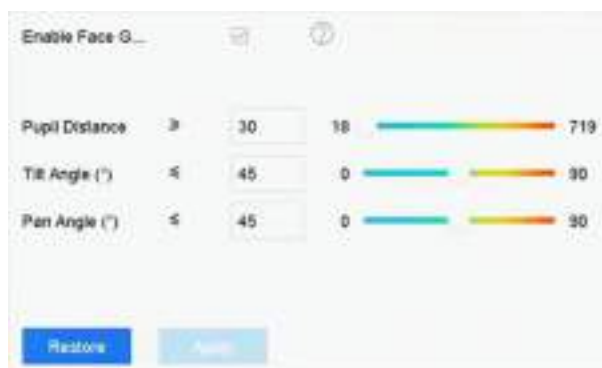 Enable Face G...
Pupil Distance ≥ 30 18 719
Tilt Angle (°) ≤ 45 0 90
Pan Angle (°) ≤ 45 0 90
Restore Apply